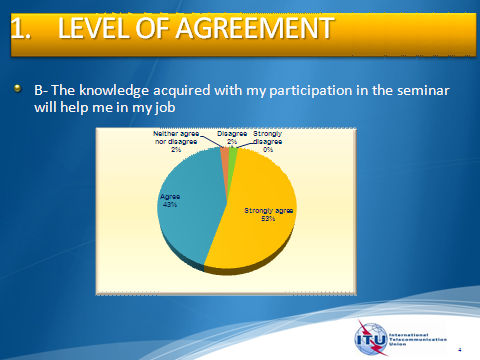 1. LEVEL OF AGREEMENT
B- The knowledge acquired with my participation in the seminar
will help me in my job
Neither agree
nor disagree
2%
Disagree
2%
Strongly
disagree
0%
Agree
43%
Strongly agree
53%
ITU
International
Telecommunication
Union
4